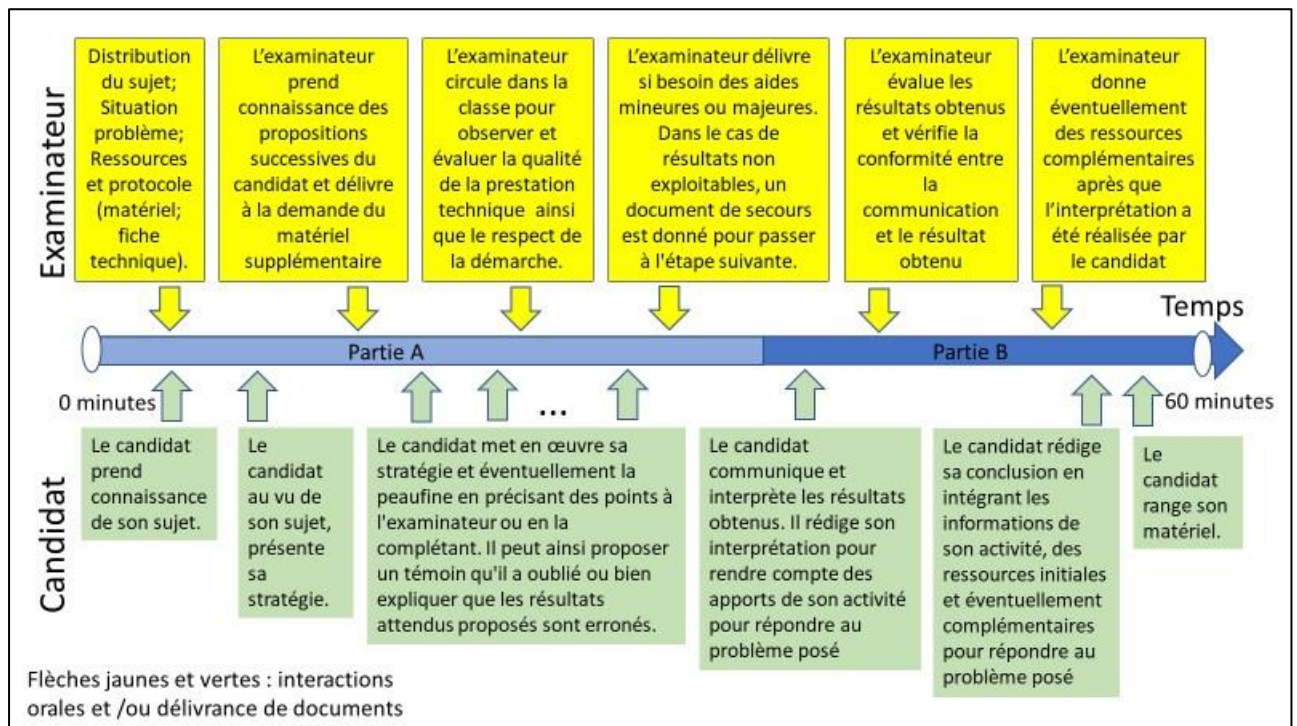 Examinateur
Distribution
du sujet;
Situation
problème;
Ressources
et protocole
(matériel;
fiche
technique).
L'examinateur
prend
connaissance des
propositions
successives du
candidat et délivre
à la demande du
matériel
supplémentaire
L'examinateur
circule dans la
classe pour
observer et
évaluer la qualité
de la prestation
technique ainsi
que le respect de
la démarche.
L'examinateur délivre
si besoin des aides
mineures ou majeures.
Dans le cas de
résultats non
exploitables, un
document de secours
est donné pour passer
à l'étape suivante.
L'examinateur
évalue les
résultats obtenus
et vérifie la
conformité entre
la
communication
et le résultat
obtenu
L'examinateur
donne
éventuellement
des ressources
complémentaires
après que
l'interprétation a
été réalisée par
le candidat
Temps
Partie A
Partie B
0 minutes
...
60 minutes
Candidat
Le candidat
prend
connaissance
de son sujet.
Le
candidat
au vu de
son sujet,
présente
sa
stratégie.
Le candidat met en œuvre sa
stratégie et éventuellement la
peaufine en précisant des points à
l'examinateur ou en la
complétant. Il peut ainsi proposer
un témoin qu'il a oublié ou bien
expliquer que les résultats
attendus proposés sont erronés.
Le candidat
communique et
interprète les résultats
obtenus. Il rédige son
interprétation pour
rendre compte des
apports de son activité
pour répondre au
problème posé
Le candidat rédige
sa conclusion en
intégrant les
informations de
son activité, des
ressources initiales
et éventuellement
complémentaires
pour répondre au
problème posé
Le
candidat
range son
matériel.
Flèches jaunes et vertes : interactions
orales et /ou délivrance de documents